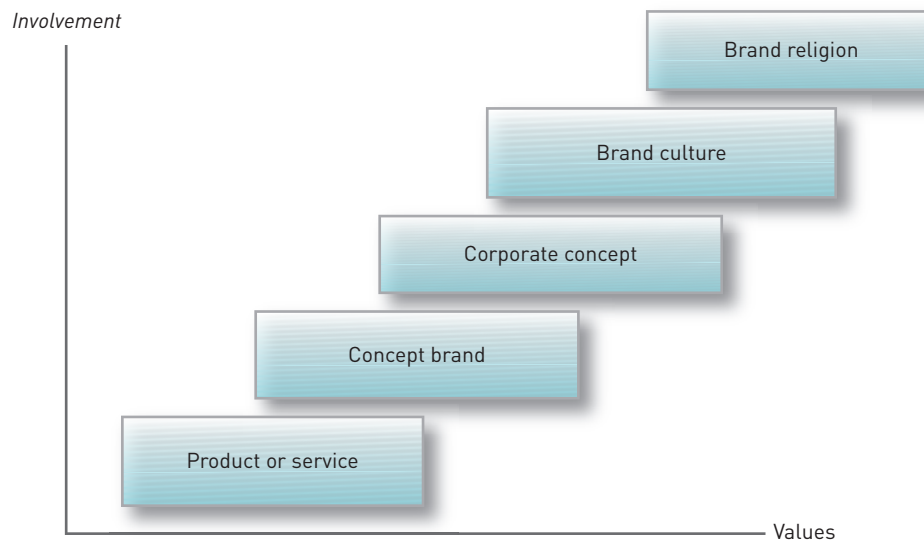 Involvement
Brand religion
Brand culture
Corporate concept
Concept brand
Product or service
Values